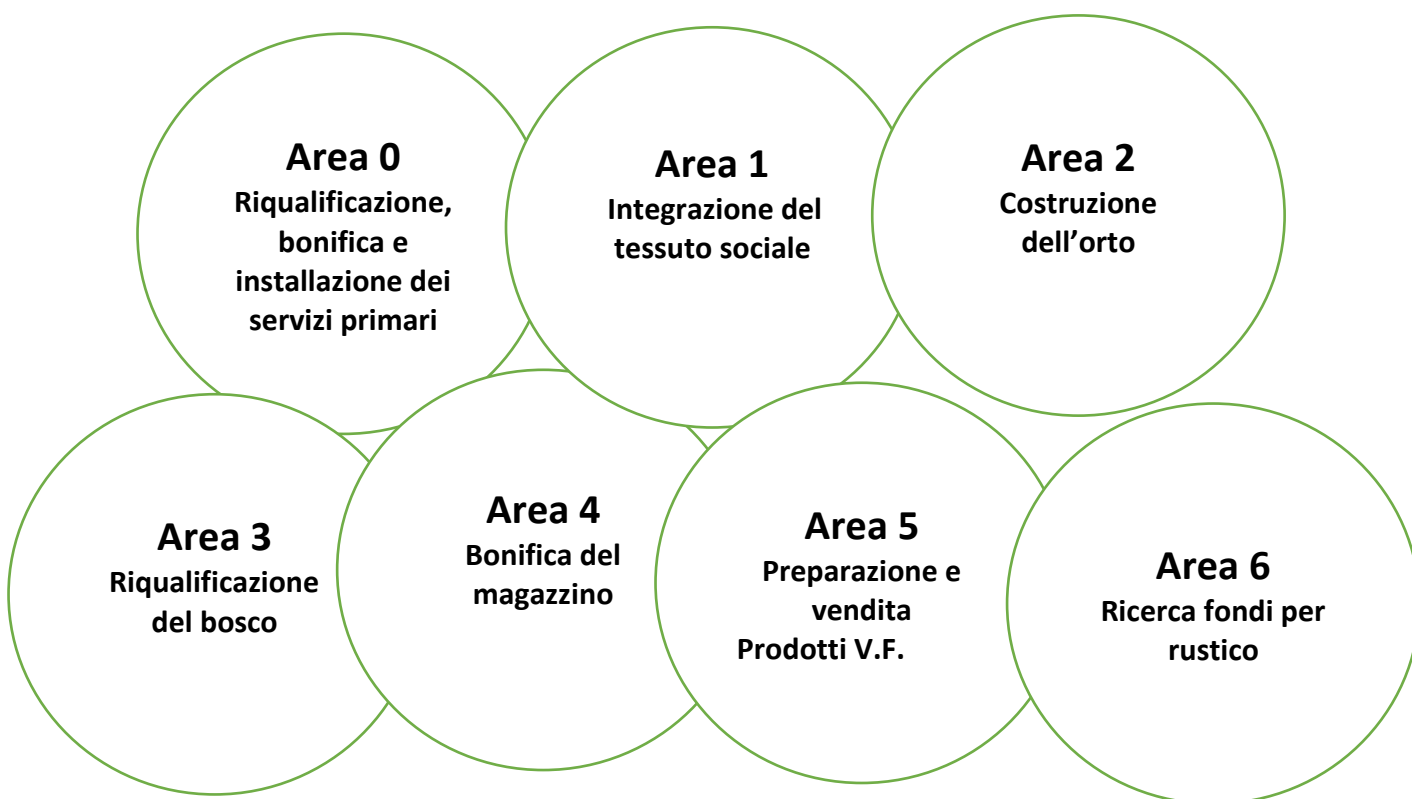 Area 0
Riqualificazione,
bonifica e
installazione dei
servizi primari
Area 1
Integrazione del
tessuto sociale
Area 2
Costruzione
dell’orto
Area 3
Riqualificazione
del bosco
Area 4
Bonifica del
magazzino
Area 5
Preparazione e
vendita
Prodotti V.F.
Area 6
Ricerca fondi per
rustico